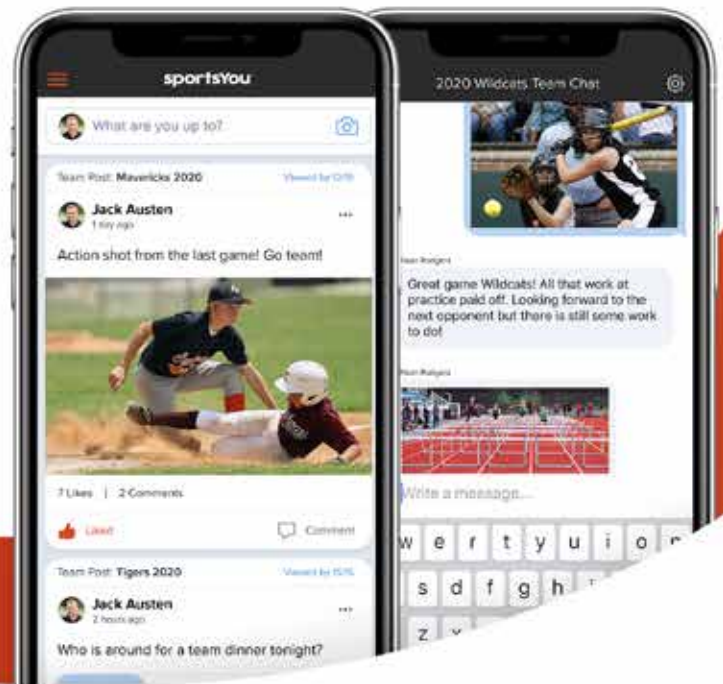 sportsYou
What are you up to?
Team Post: Mavericks 2020
Jack Austen
1 day ago
Action shot from the last game! Go team!
7 Likes | 2 Comments
Liked
Comment
Team Post: Tigers 2020
Viewed by 15/15
Jack Austen
2 hours ago
Who is around for a team dinner tonight?
2020 Wildcats Team Chat
Great game Wildcats! All that work at
practice paid off. Looking forward to the
next opponent but there is still some work
to do!
Write a message...
w e r t y u i o p
s d f g h
z x